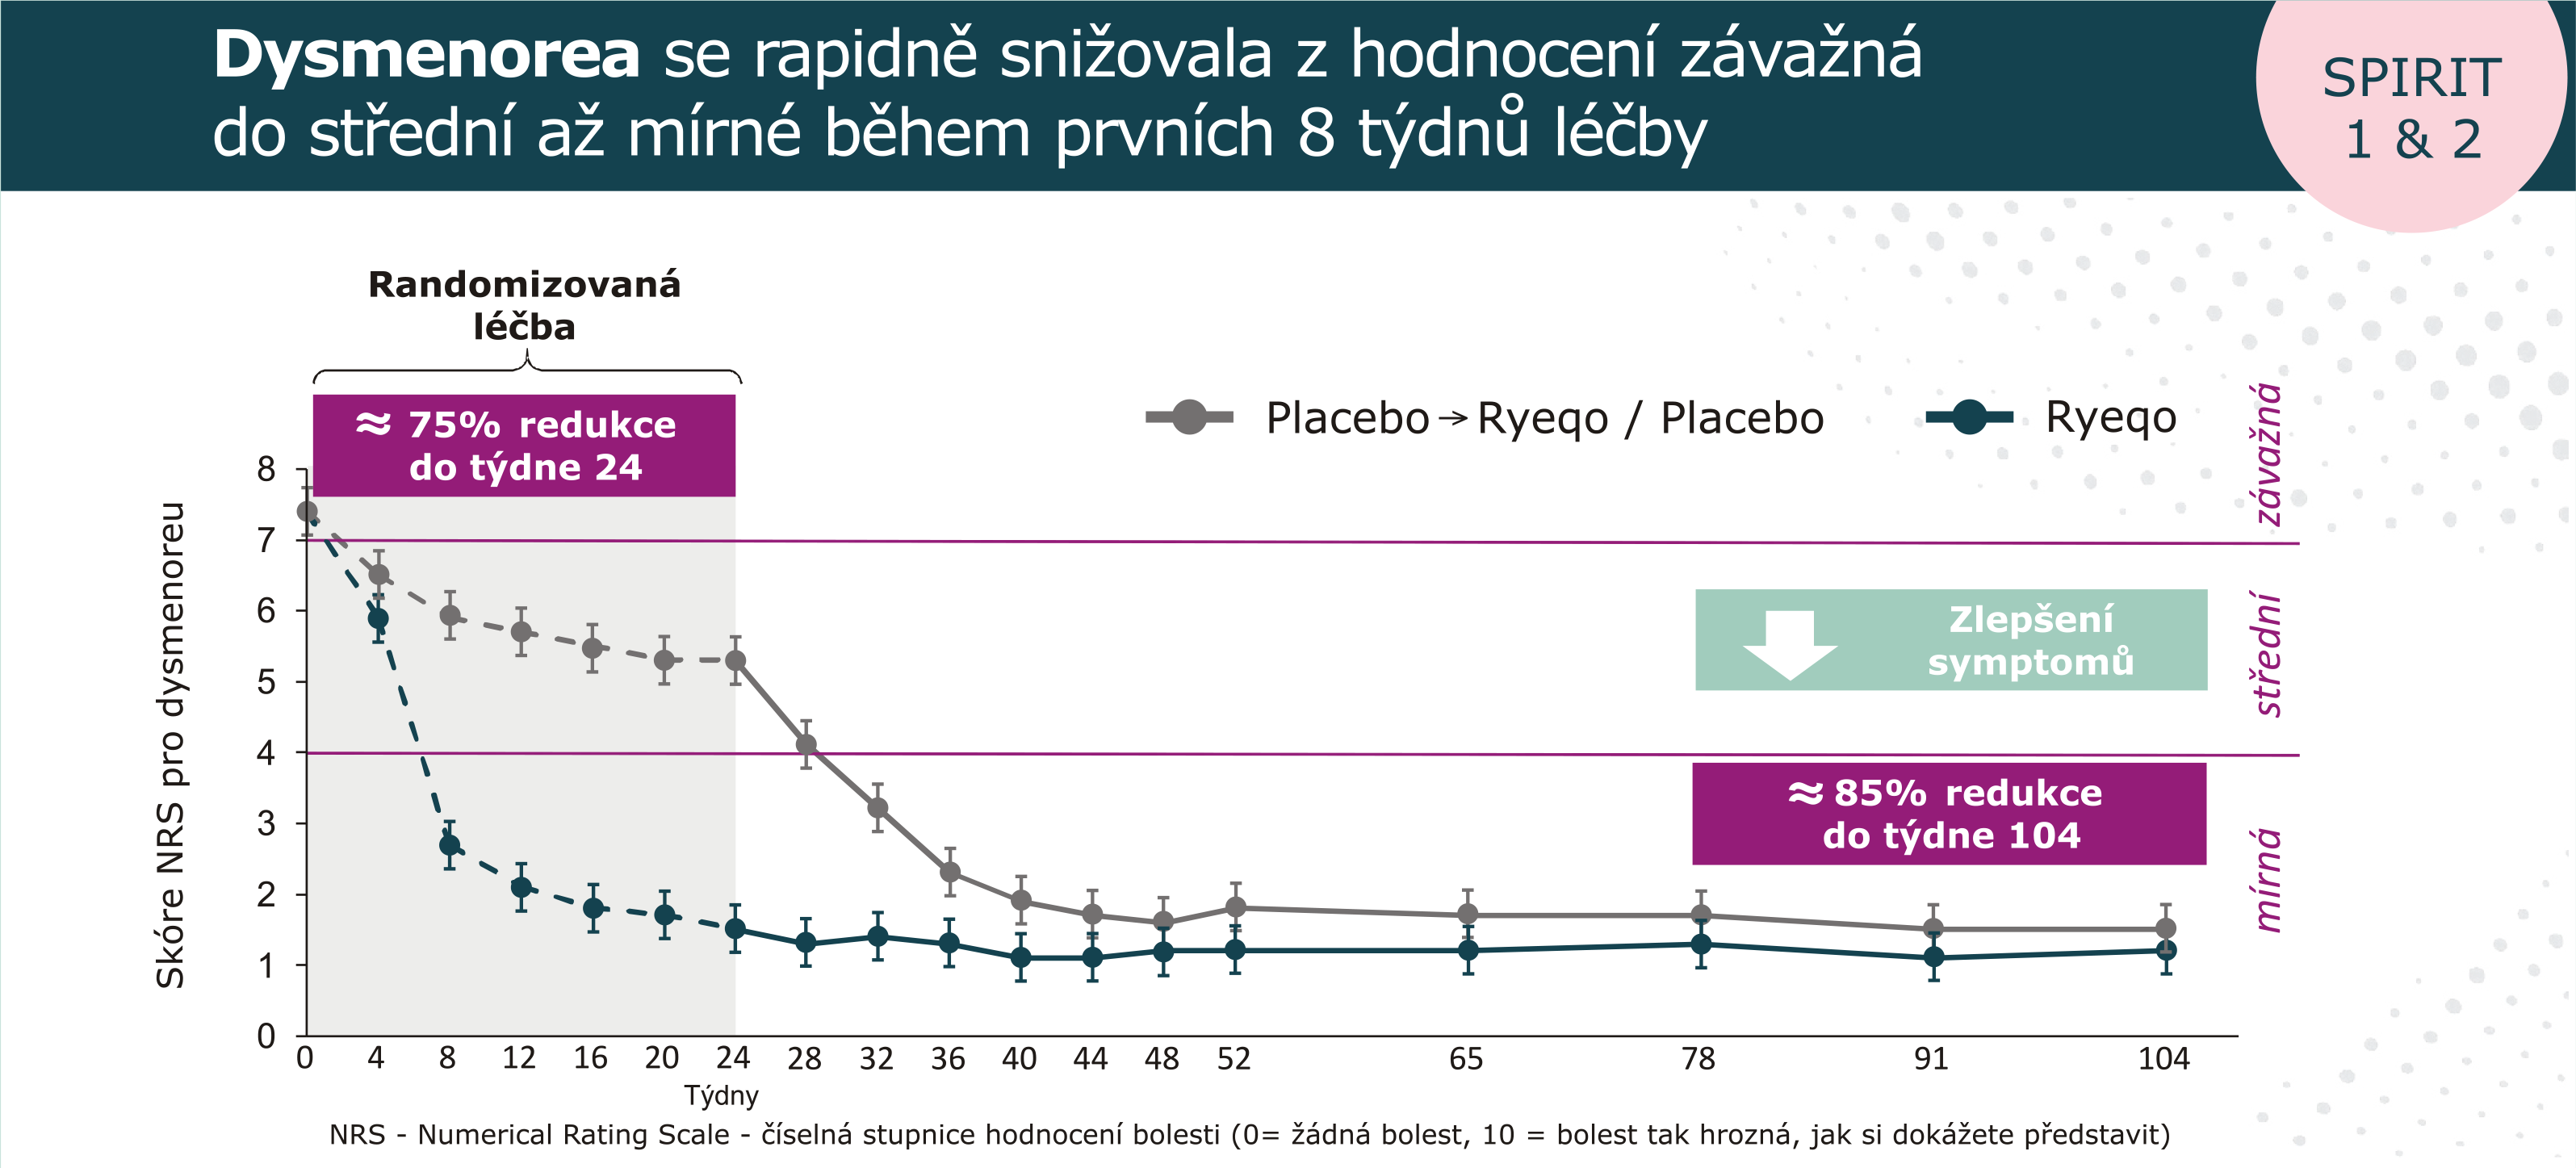 Dysmenorea se rapidně snižovala z hodnocení závažná
do střední až mírné během prvních 8 týdnů léčby
SPIRIT
1 & 2
Randomizovaná
léčba
≈ 75% redukce
do týdne 24
Placebo→Ryeqo / Placebo
Ryeqo
závažná
střední
mírná
Zlepšení
symptomů
≈ 85% redukce
do týdne 104
Skóre NRS pro dysmenoreu
8
7
6
5
4
3
2
1
0
0 4 8 12 16 20 24 28 32 36 40 44 48 52 65 78 91 104
Týdny
NRS - Numerical Rating Scale - číselná stupnice hodnocení bolesti (0= žádná bolest, 10 = bolest tak hrozná, jak si dokážete představit)